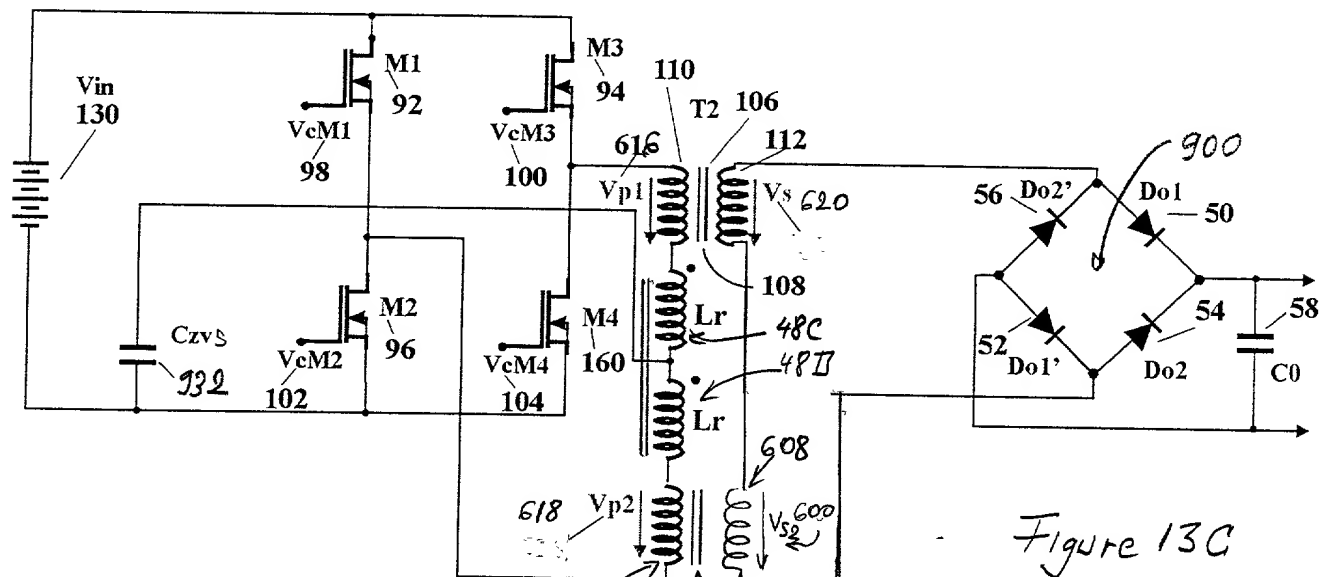 Vin
130
M1
92
VcM1
98
M3
94
VcM3
100
110
T2
106
616
Vp1
112
Vs 620
108
900
56
Do2'
Do1
50
52
Do1'
54
Do2
58
C0
Czvs
932
M2
96
VcM2
102
M4
160
VcM4
104
Lr
48C
48D
Lr
608
618
Vp2
Vs2 600
Figure 13C